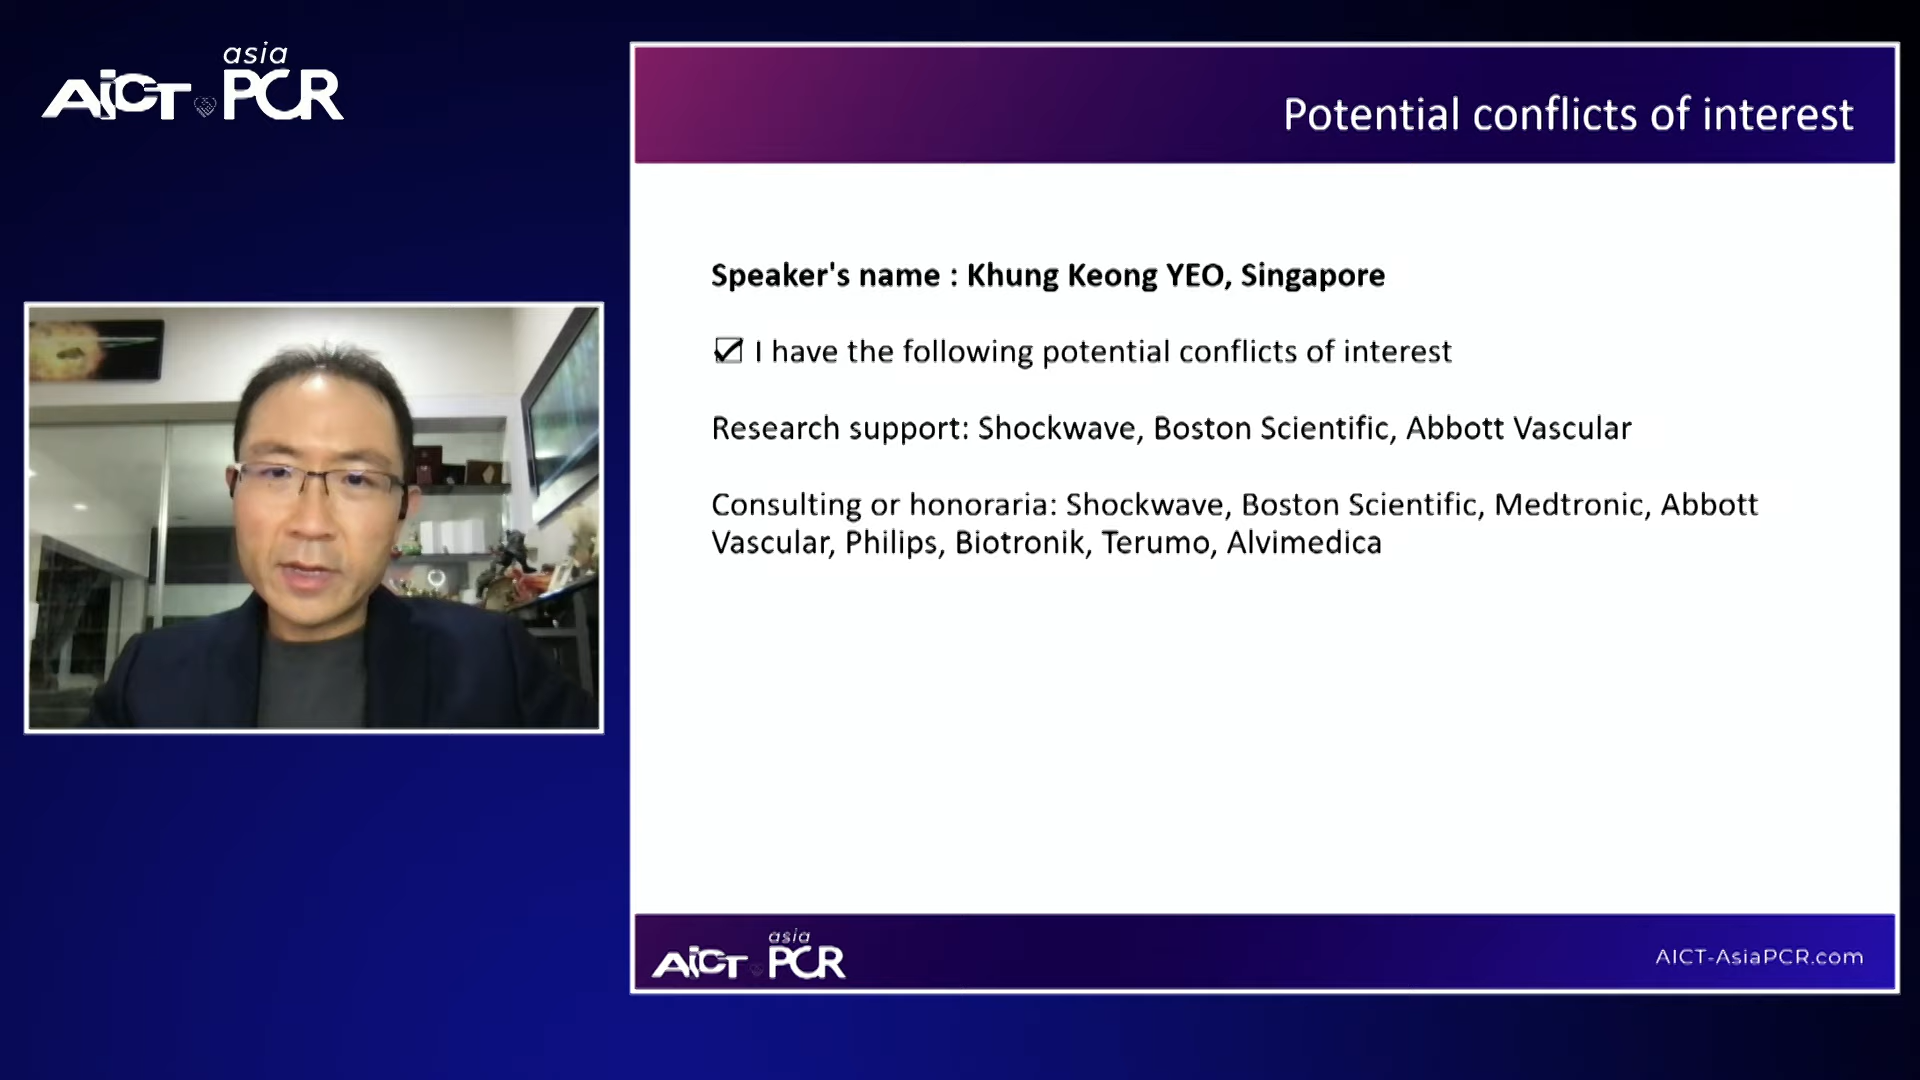 asia
AICT PCR
Potential conflicts of interest
Speaker's name : Khung Keong YEO, Singapore
☑ I have the following potential conflicts of interest
Research support: Shockwave, Boston Scientific, Abbott Vascular
Consulting or honoraria: Shockwave, Boston Scientific, Medtronic, Abbott
Vascular, Philips, Biotronik, Terumo, Alvimedica
asia
AICT PCR
AICT-AsiaPCR.com